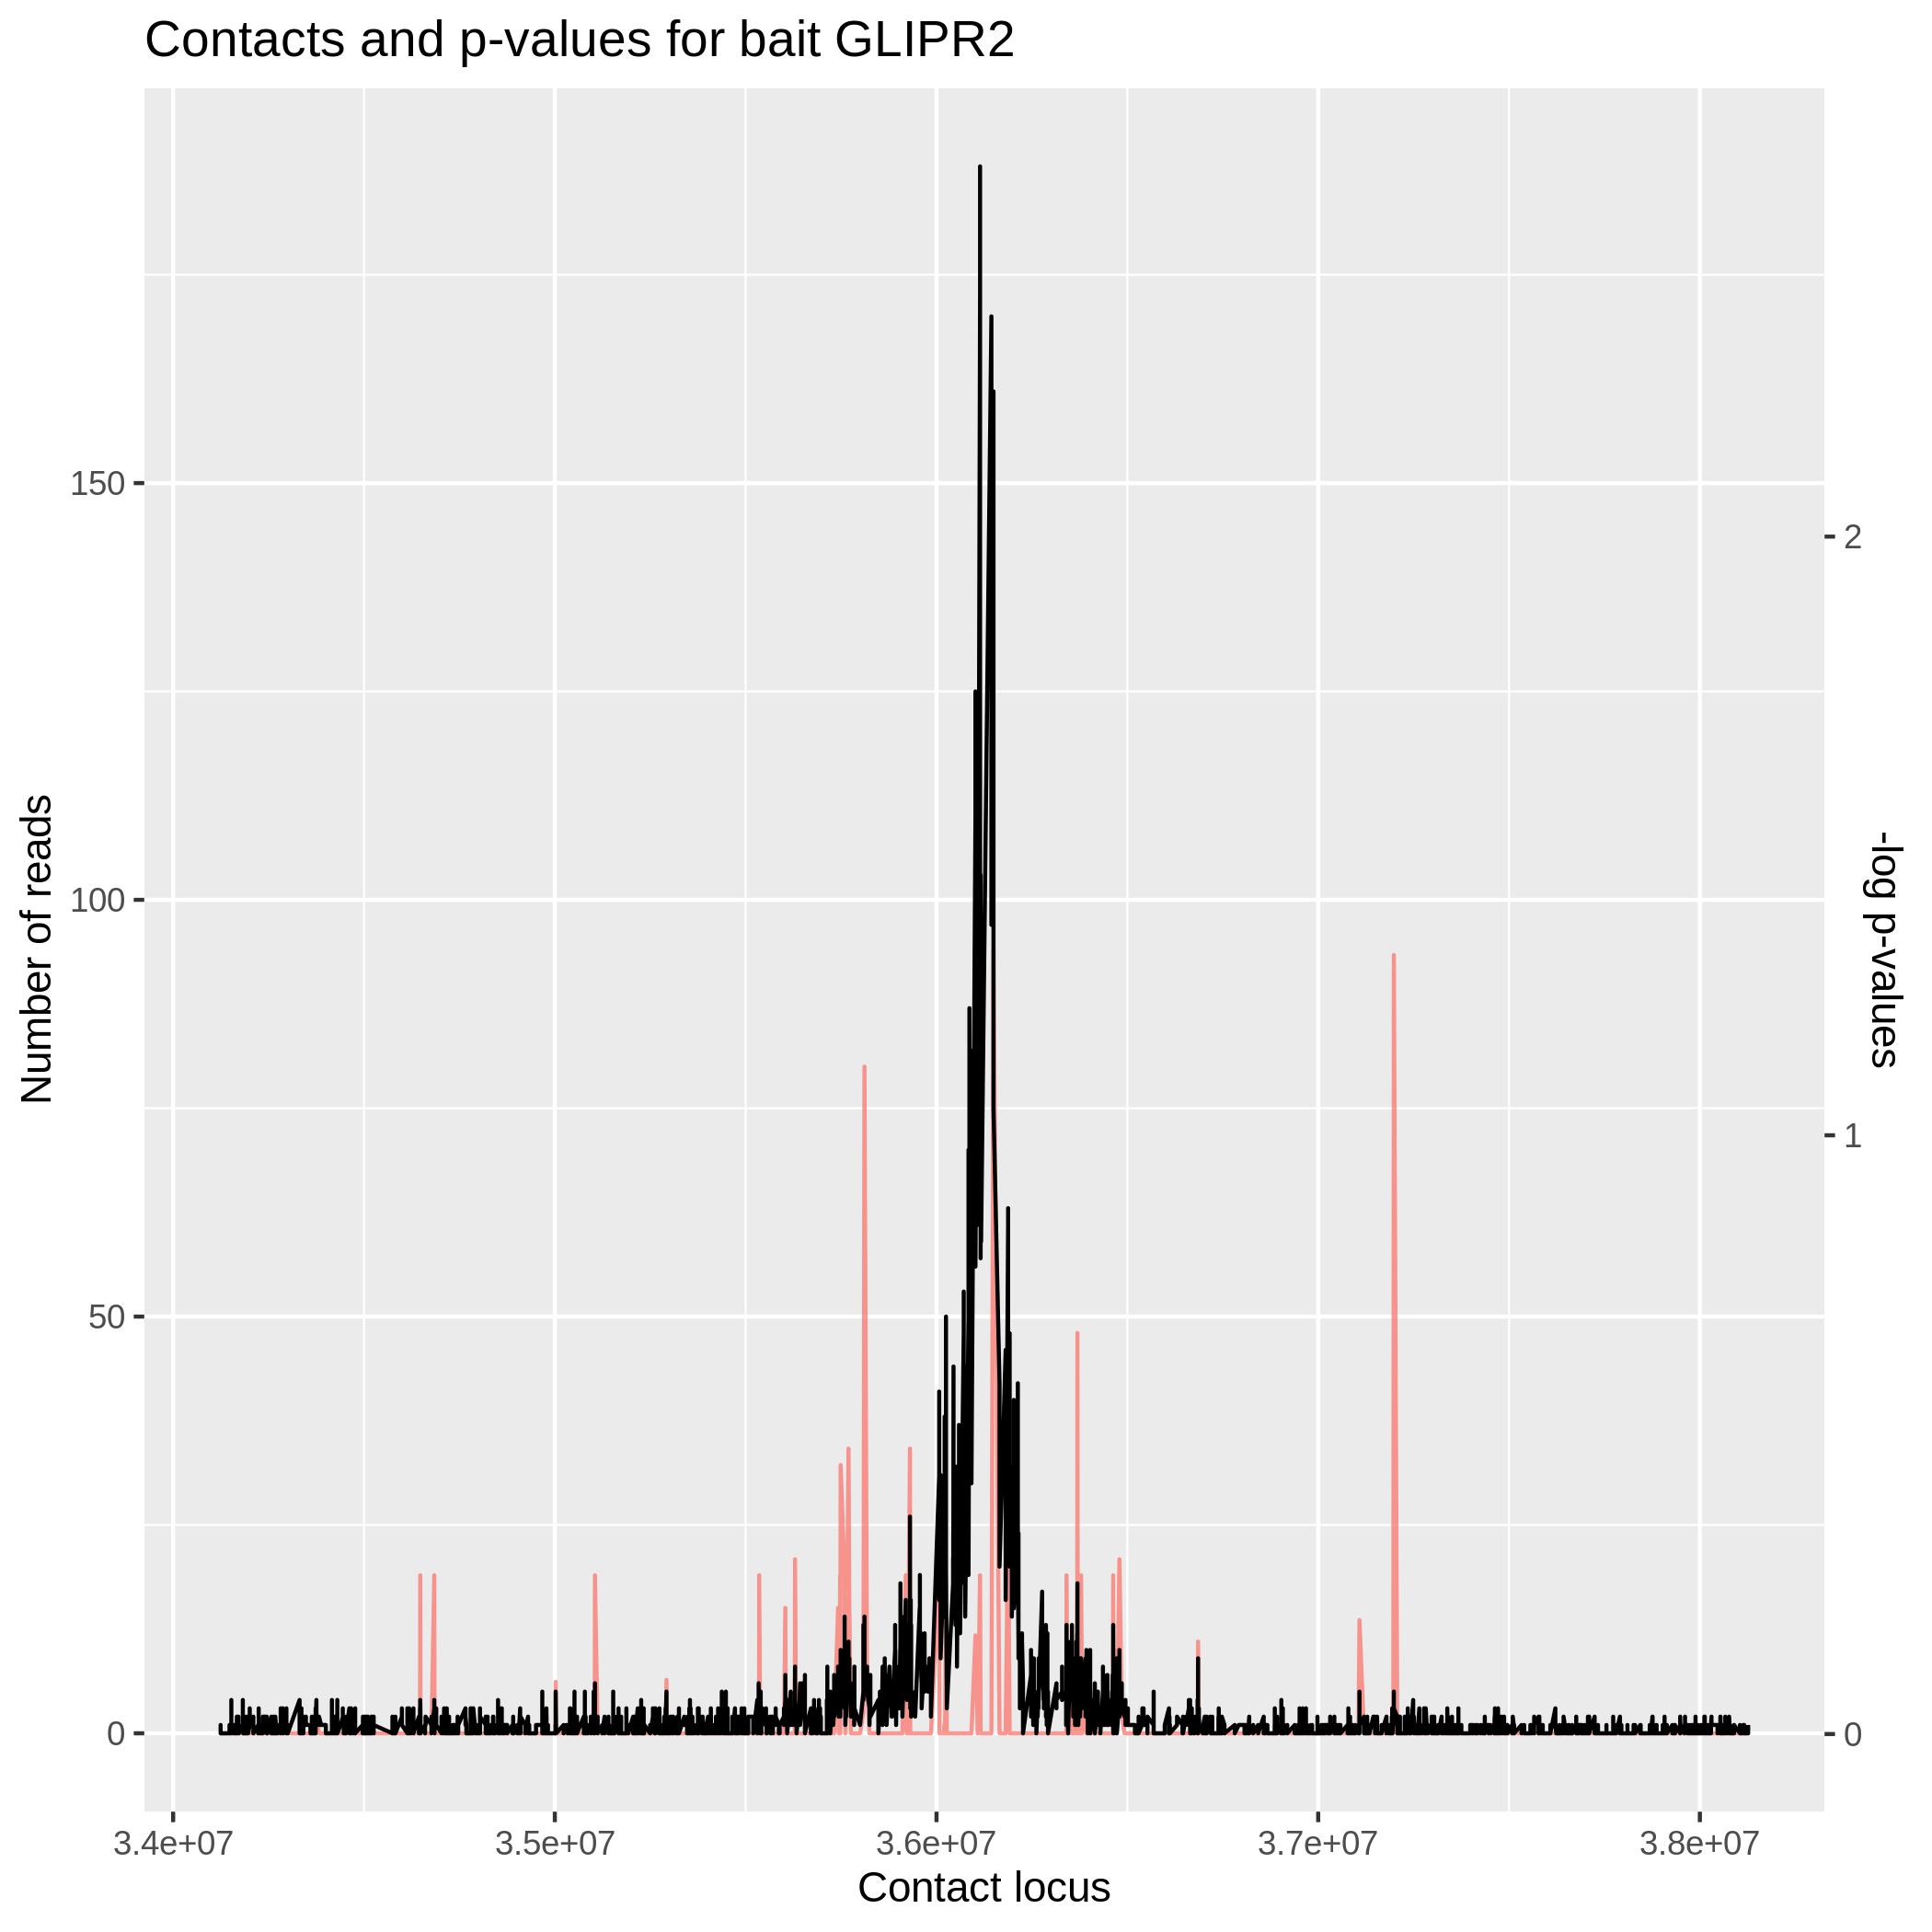 Contacts and p-values for bait GLIPR2
Number of reads
150
100
50
0
2
1
0
-log p-values
3.4e+07
3.5e+07
3.6e+07
3.7e+07
3.8e+07
Contact locus